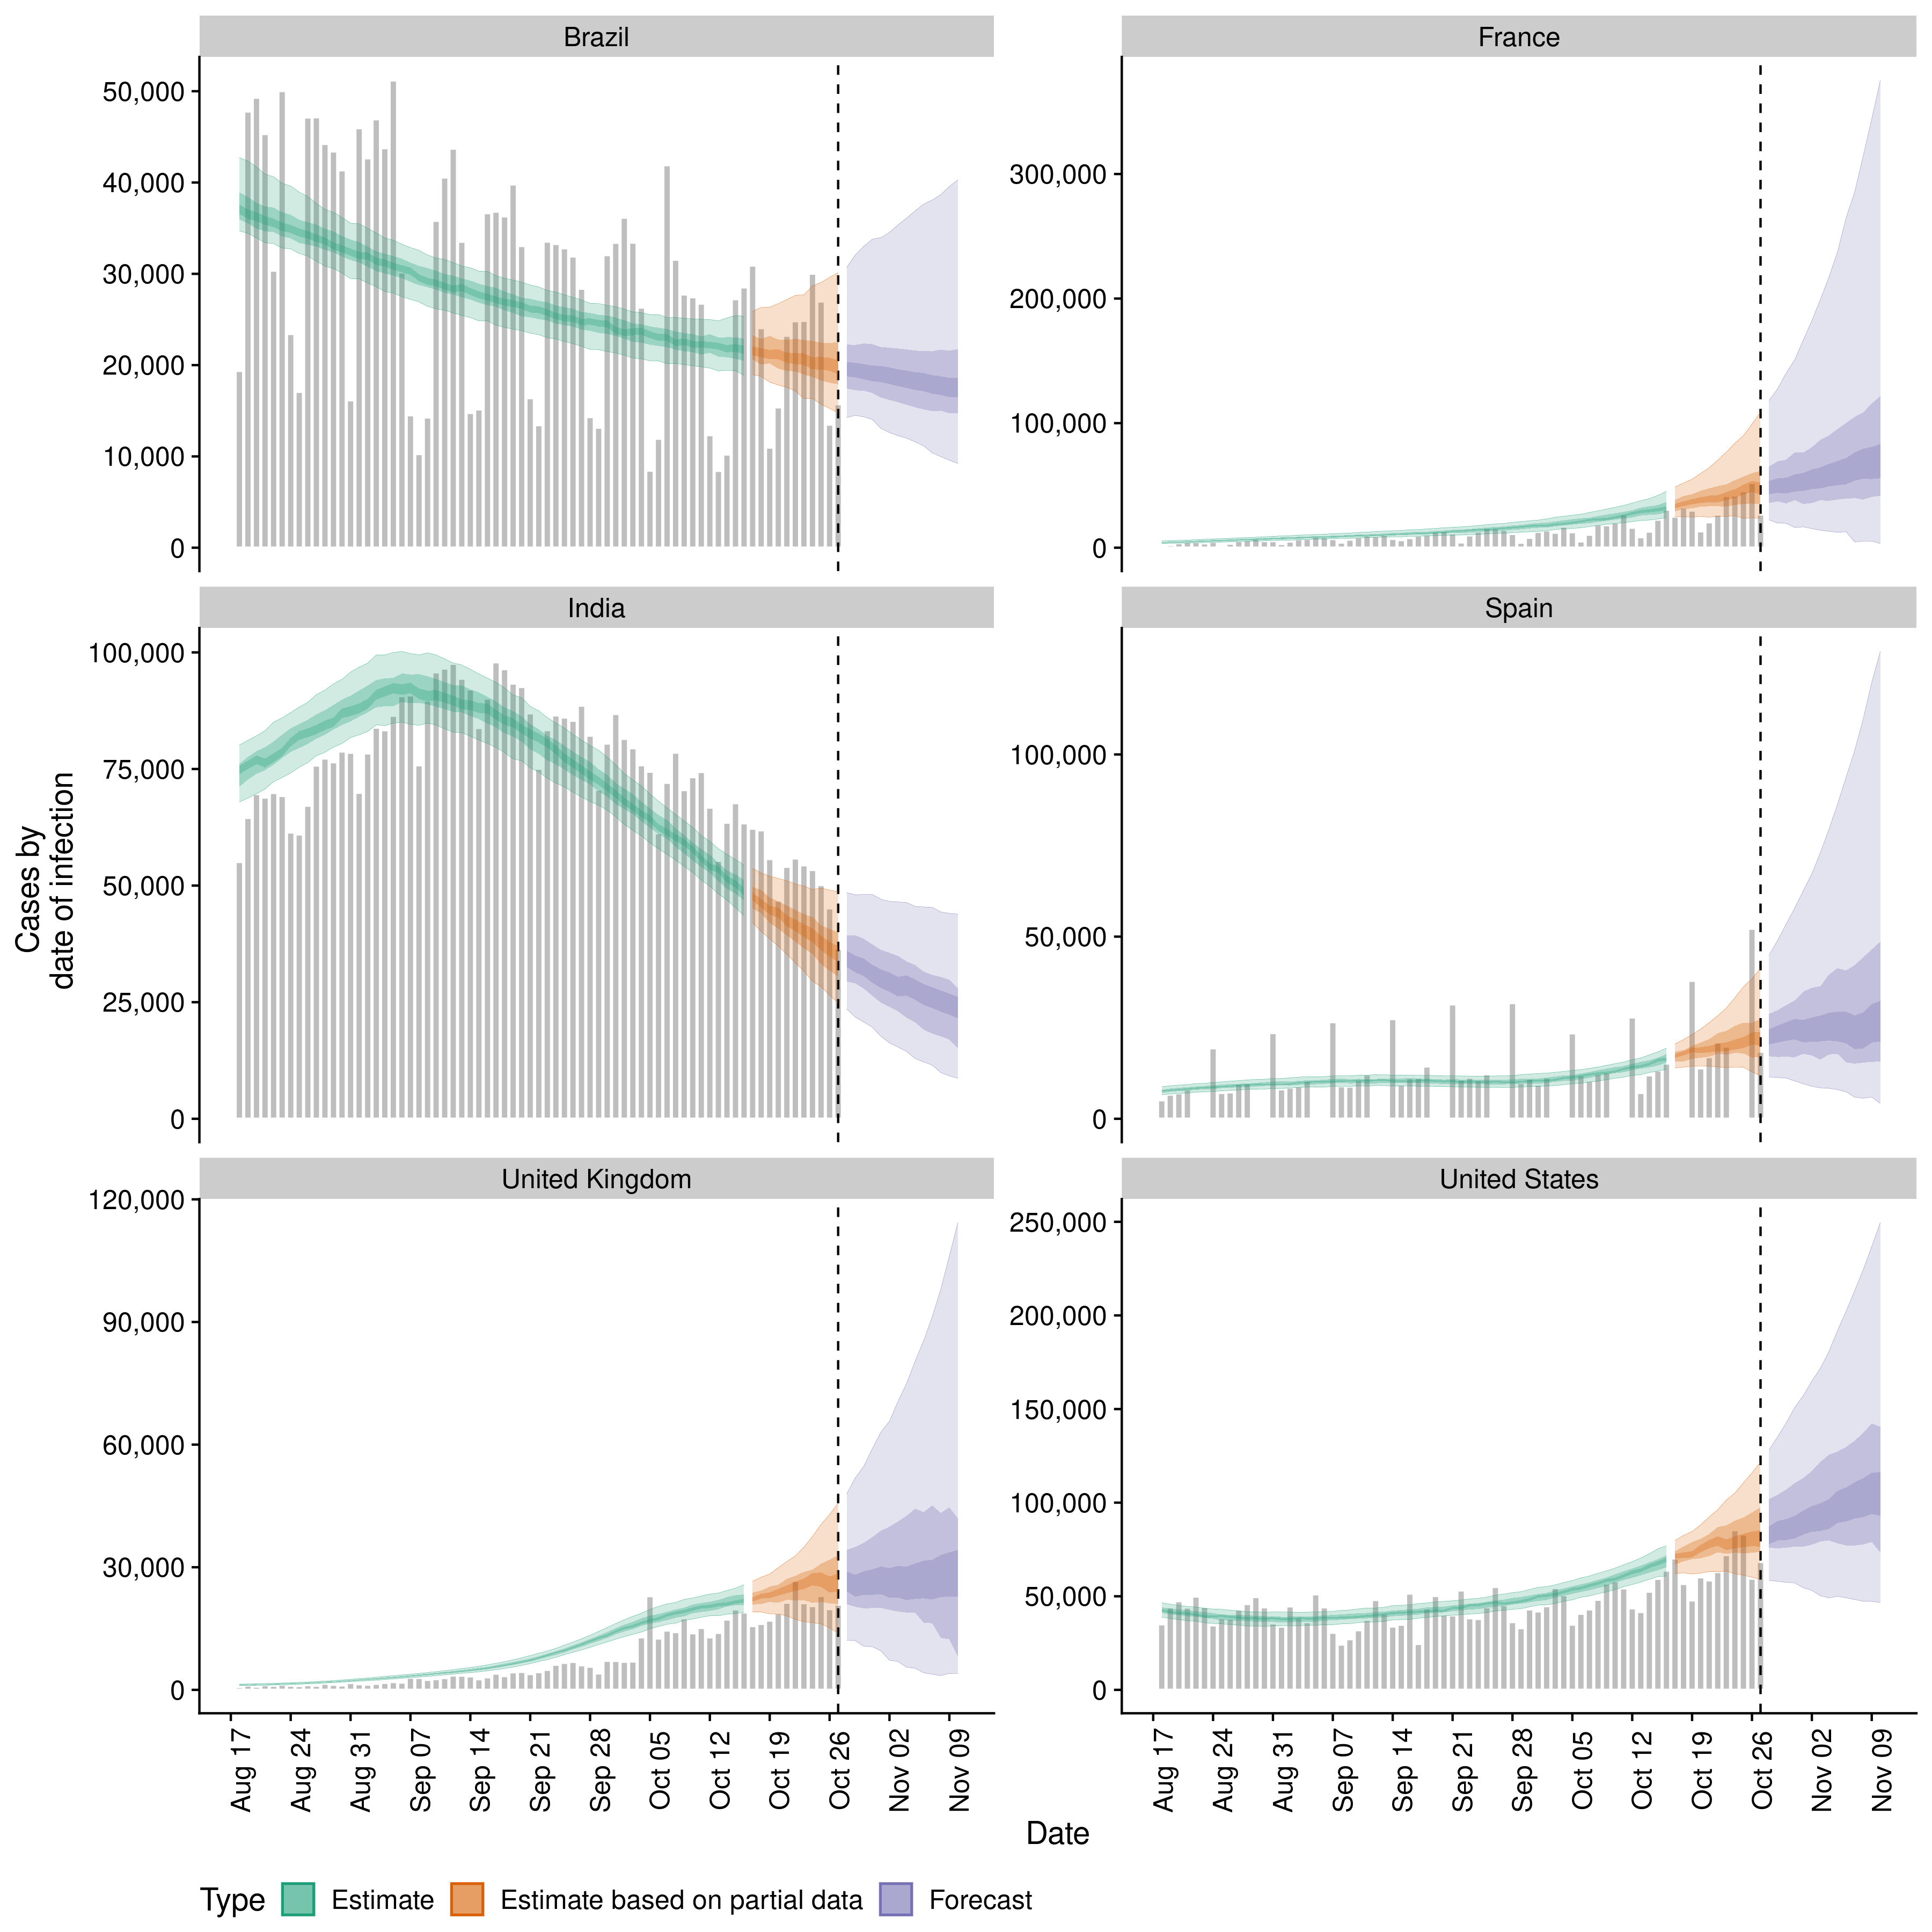 Brazil
50,000
40,000
30,000
20,000
10,000
0
France
300,000
200,000
100,000
0
India
100,000
75,000
50,000
25,000
0
Spain
100,000
50,000
0
United Kingdom
120,000
90,000
60,000
30,000
0
United States
250,000
200,000
150,000
100,000
50,000
0
Cases by
date of infection
Aug 17
Aug 24
Aug 31
Sep 07
Sep 14
Sep 21
Sep 28
Oct 05
Oct 12
Oct 19
Oct 26
Nov 02
Nov 09
Aug 17
Aug 24
Aug 31
Sep 07
Sep 14
Sep 21
Sep 28
Oct 05
Oct 12
Oct 19
Oct 26
Nov 02
Nov 09
Date
Type Estimate Estimate based on partial data Forecast